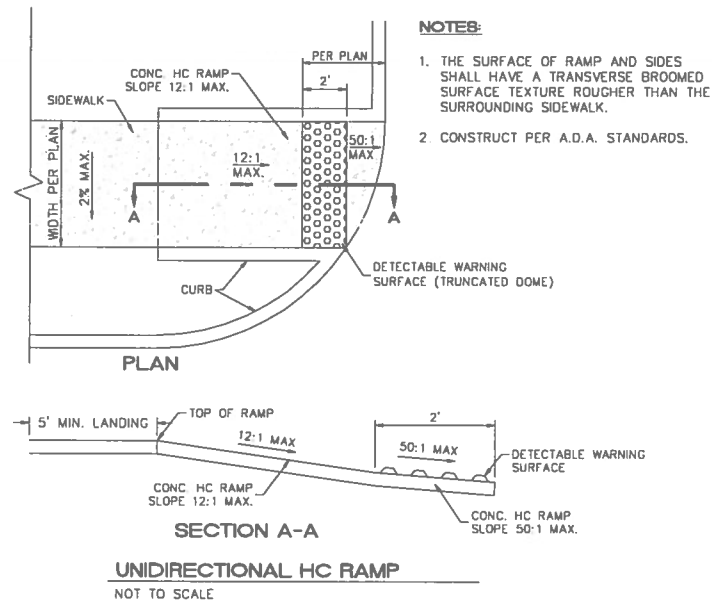 NOTES:
1. THE SURFACE OF RAMP AND SIDES
SHALL HAVE A TRANSVERSE BROOMED
SURFACE TEXTURE ROUGHER THAN THE
SURROUNDING SIDEWALK.
2. CONSTRUCT PER A.D.A. STANDARDS.
PER PLAN
2'
CONC. HC RAMP
SLOPE 12:1 MAX.
SIDEWALK
WIDTH PER PLAN
2% MAX.
12:1
MAX.
50:1
MAX
A
A
DETECTABLE WARNING
SURFACE (TRUNCATED DOME)
CURB
PLAN
5' MIN. LANDING
TOP OF RAMP
12:1 MAX
2'
50:1 MAX
DETECTABLE WARNING
SURFACE
CONC. HC RAMP
SLOPE 12:1 MAX.
CONC. HC RAMP
SLOPE 50:1 MAX.
SECTION A-A
UNIDIRECTIONAL HC RAMP
NOT TO SCALE